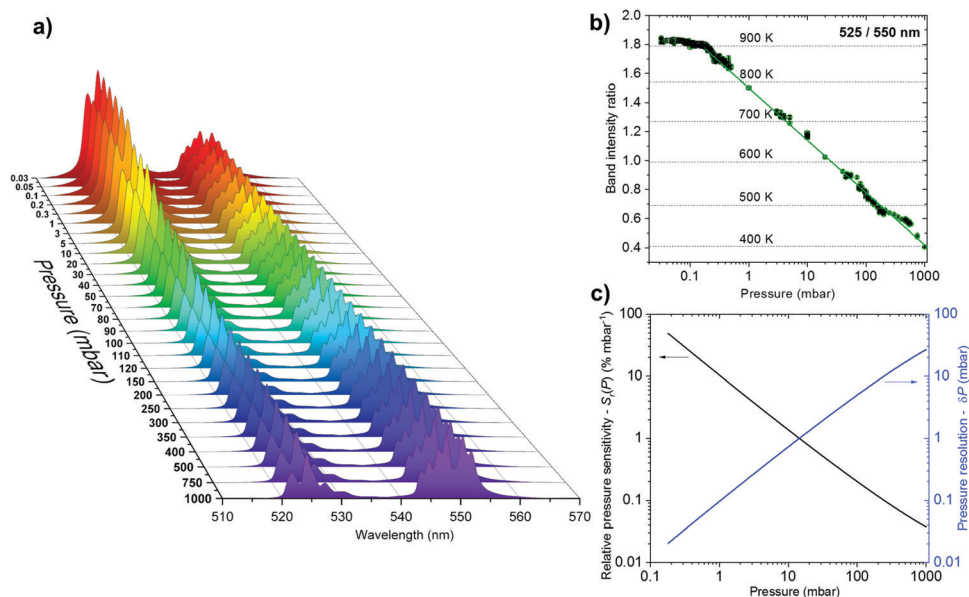 a)
0.03
0.05
0.1
0.2
0.3
1
3
5
10
20
30
40
50
70
80
90
100
110
120
150
200
250
300
350
400
500
750
1000
Pressure (mbar)
510 520 530 540 550 560 570
Wavelength (nm)
b)
525 / 550 nm
2.0
1.8
1.6
1.4
1.2
1.0
0.8
0.6
0.4
Band intensity ratio
900 K
800 K
700 K
600 K
500 K
400 K
0.1 1 10 100 1000
Pressure (mbar)
c)
100
10
1
0.1
0.01
Relative pressure sensitivity - Sr(P) (% mbar-1)
100
10
1
0.1
0.01
Pressure resolution - δP (mbar)
0.1 1 10 100 1000
Pressure (mbar)